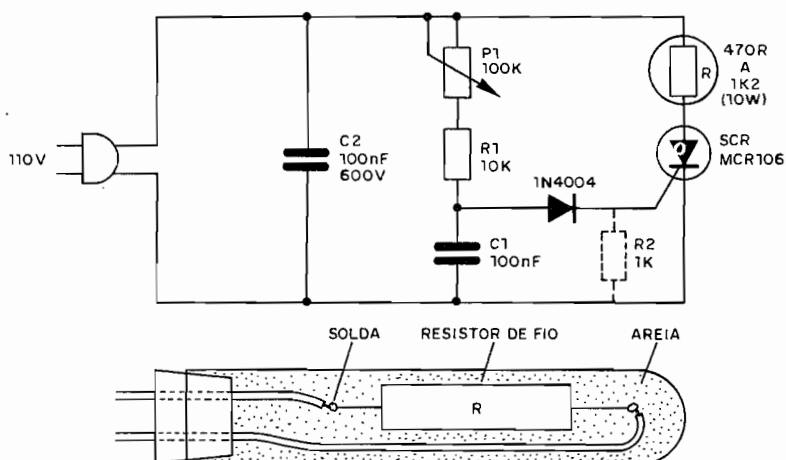 110V
C2
100nF
600V
P1
100K
R1
10K
C1
100nF
1N4004
R2
1K
470R
A
1K2
(10W)
R
SCR
MCR106
SOLDA
RESISTOR DE FIO
AREIA
R